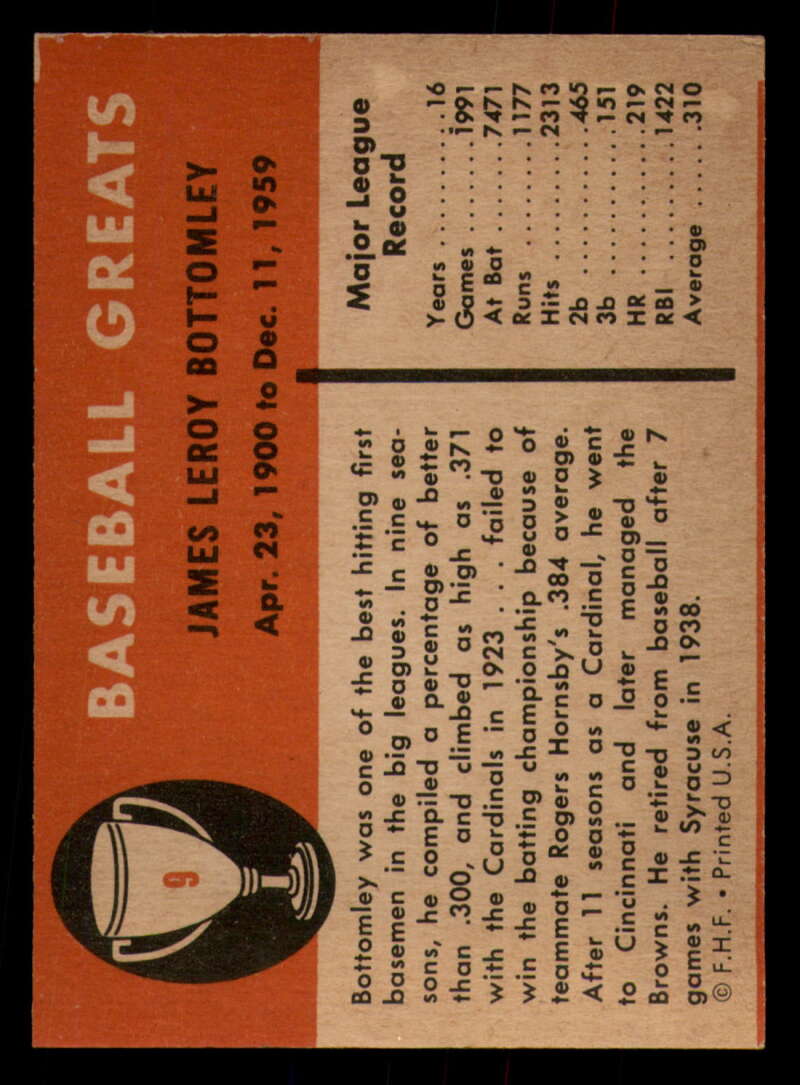 9
BASEBALL GREATS
JAMES LEROY BOTTOMLEY
Apr. 23, 1900 to Dec. 11, 1959
Bottomley was one of the best hitting first
basemen in the big leagues. In nine sea-
sons, he compiled a percentage of better
than .300, and climbed as high as .371
with the Cardinals in 1923 . . . failed to
win the batting championship because of
teammate Rogers Hornsby's .384 average.
After 11 seasons as a Cardinal, he went
to Cincinnati and later managed the
Browns. He retired from baseball after 7
games with Syracuse in 1938.
© F.H.F. • Printed U.S.A.
Major League
Record
Years ..........16
Games ........1991
At Bat .......7471
Runs ........1177
Hits .........2313
2b ...........465
3b ...........151
HR ..........219
RBI .........1422
Average ......310